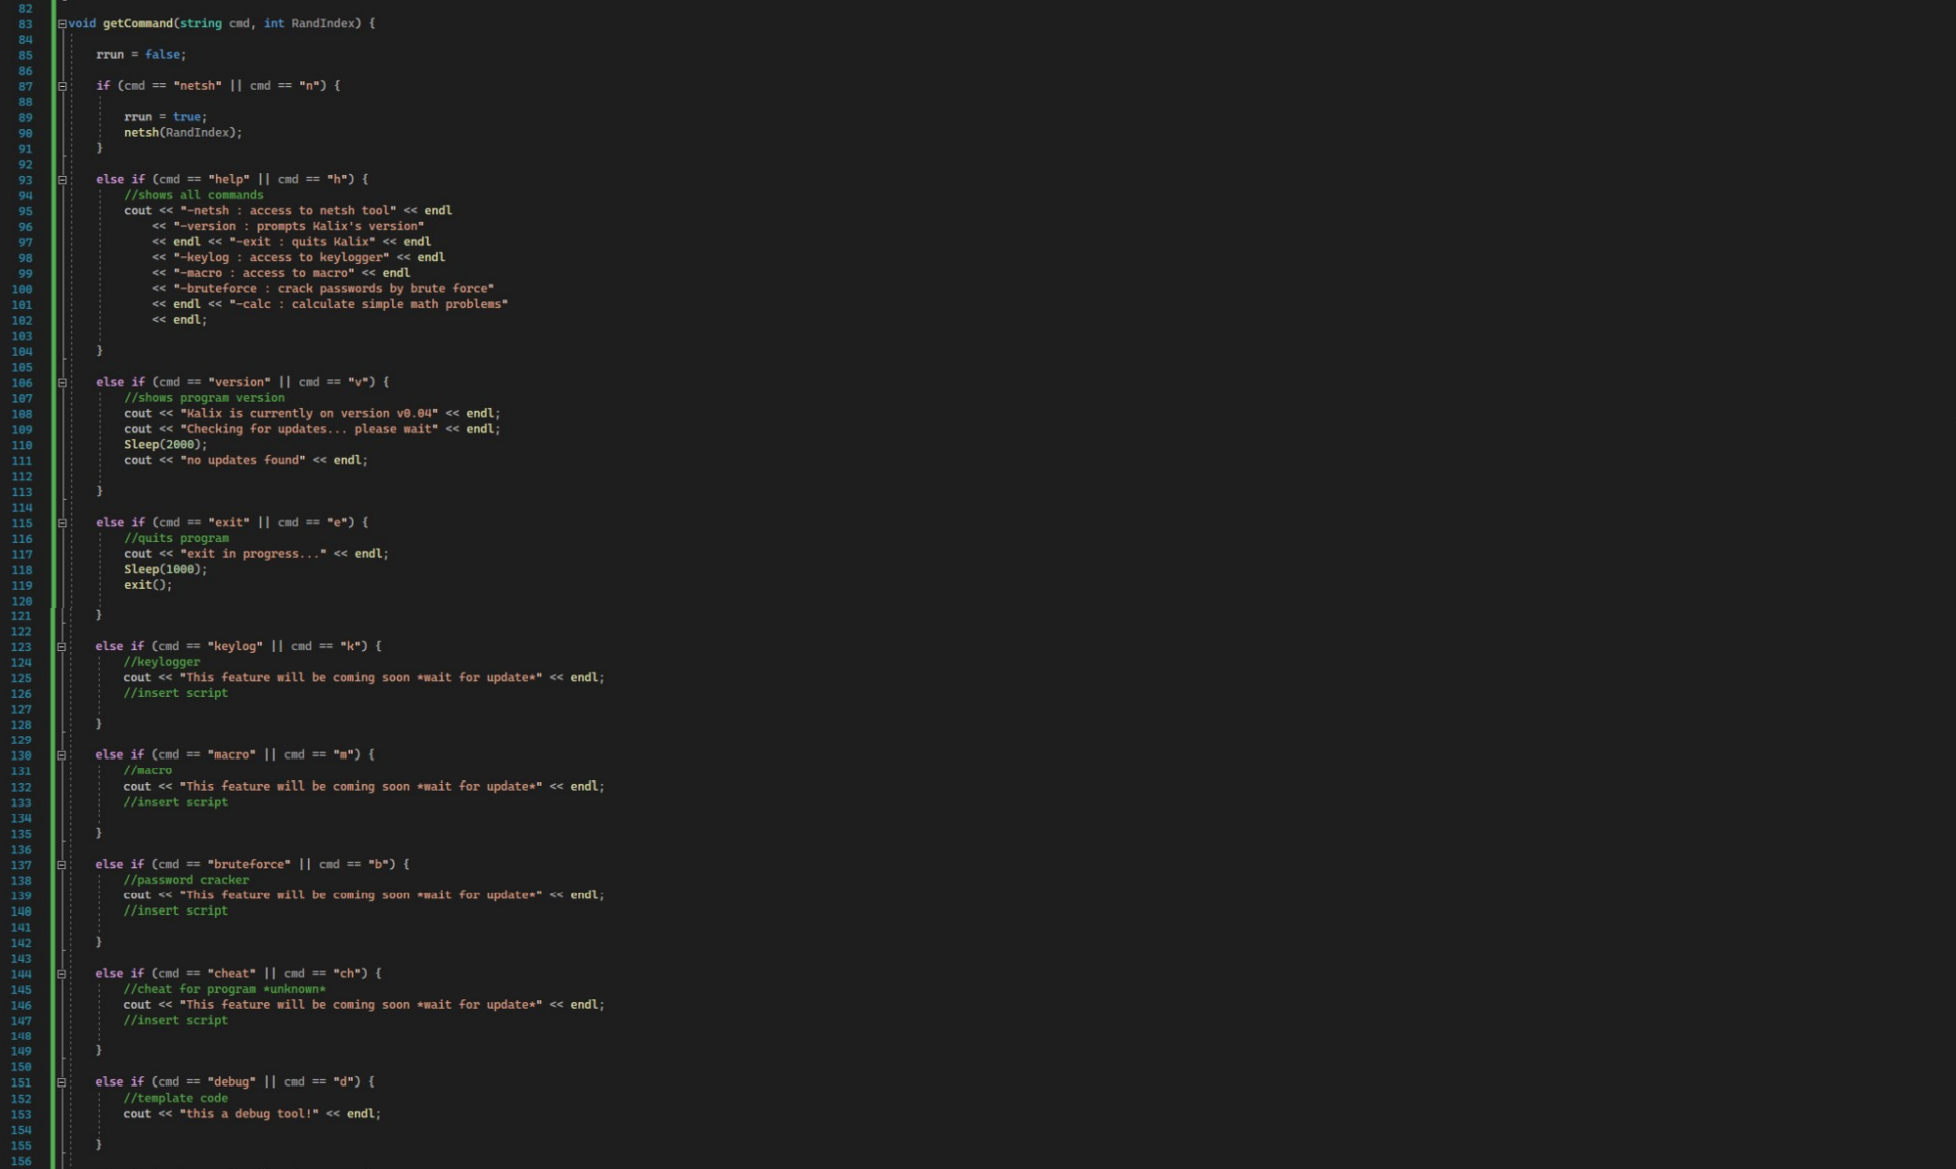 82
83 void getCommand(string cmd, int RandIndex) {
84
85 rrun = false;
86
87 if (cmd == "netsh" || cmd == "n") {
88
89 rrun = true;
90 netsh(RandIndex);
91 }
92
93 else if (cmd == "help" || cmd == "h") {
94 //shows all commands
95 cout << "-netsh : access to netsh tool" << endl
96 << "-version : prompts Kalix's version"
97 << endl << "-exit : quits Kalix" << endl
98 << "-keylog : access to keylogger" << endl
99 << "-macro : access to macro" << endl
100 << "-bruteforce : crack passwords by brute force"
101 << endl << "-calc : calculate simple math problems"
102 << endl;
103
104 }
105
106 else if (cmd == "version" || cmd == "v") {
107 //shows program version
108 cout << "Kalix is currently on version v0.04" << endl;
109 cout << "Checking for updates... please wait" << endl;
110 Sleep(2000);
111 cout << "no updates found" << endl;
112
113 }
114
115 else if (cmd == "exit" || cmd == "e") {
116 //quits program
117 cout << "exit in progress..." << endl;
118 Sleep(1000);
119 exit();
120
121 }
122
123 else if (cmd == "keylog" || cmd == "k") {
124 //keylogger
125 cout << "This feature will be coming soon *wait for update*" << endl;
126 //insert script
127
128 }
129
130 else if (cmd == "macro" || cmd == "m") {
131 //macro
132 cout << "This feature will be coming soon *wait for update*" << endl;
133 //insert script
134
135 }
136
137 else if (cmd == "bruteforce" || cmd == "b") {
138 //password cracker
139 cout << "This feature will be coming soon *wait for update*" << endl;
140 //insert script
141
142 }
143
144 else if (cmd == "cheat" || cmd == "ch") {
145 //cheat for program *unknown*
146 cout << "This feature will be coming soon *wait for update*" << endl;
147 //insert script
148
149 }
150
151 else if (cmd == "debug" || cmd == "d") {
152 //template code
153 cout << "this a debug tool!" << endl;
154
155 }
156